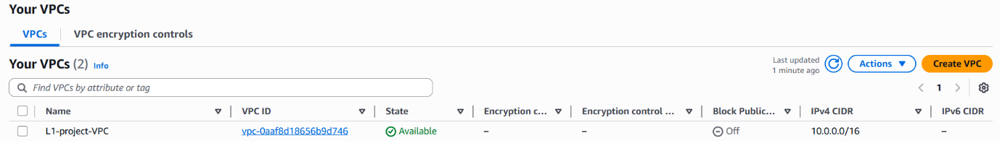 Your VPCs
VPCs VPC encryption controls
Your VPCs (2) Info
Last updated
1 minute ago
Actions Create VPC
Find VPCs by attribute or tag
1
Name VPC ID State Encryption c... Encryption control ... Block Public... IPv4 CIDR IPv6 CIDR
L1-project-VPC vpc-0aaf8d18656b9d746 Available – – Off 10.0.0.0/16 –